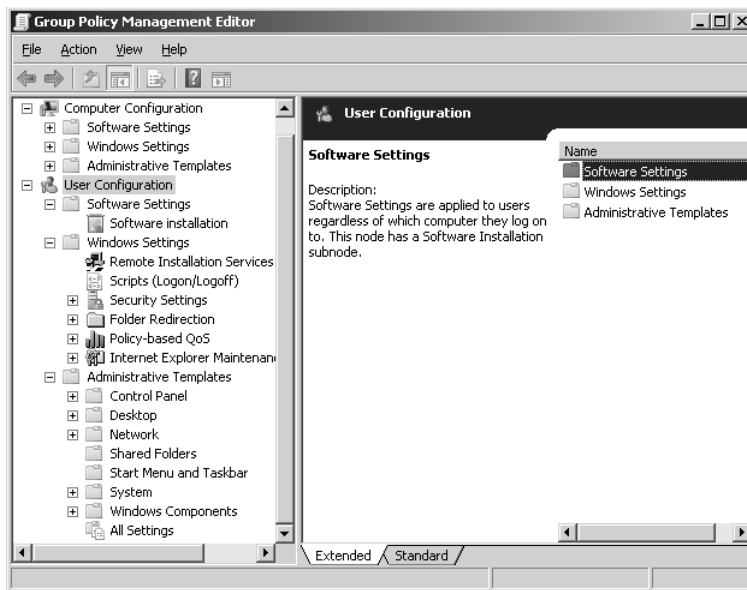 Group Policy Management Editor
File Action View Help
Computer Configuration
Software Settings
Windows Settings
Administrative Templates
User Configuration
Software Settings
Software installation
Windows Settings
Remote Installation Services
Scripts (Logon/Logoff)
Security Settings
Folder Redirection
Policy-based QoS
Internet Explorer Maintenan
Administrative Templates
Control Panel
Desktop
Network
Shared Folders
Start Menu and Taskbar
System
Windows Components
All Settings
User Configuration
Software Settings
Description:
Software Settings are applied to users
regardless of which computer they log on
to. This node has a Software Installation
subnode.
Name
Software Settings
Windows Settings
Administrative Templates
Extended Standard